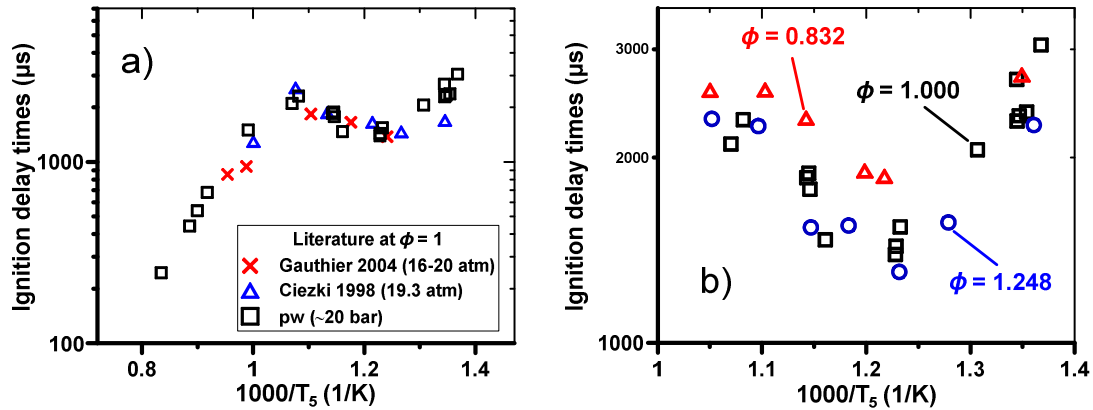 a)
Ignition delay times (μs)
1000
100
0.8
1
1.2
1.4
1000/T5 (1/K)
Literature at ϕ = 1
Gauthier 2004 (16-20 atm)
Ciezki 1998 (19.3 atm)
pw (~20 bar)
b)
Ignition delay times (μs)
3000
2000
1000
1
1.1
1.2
1.3
1.4
1000/T5 (1/K)
ϕ = 0.832
ϕ = 1.000
ϕ = 1.248